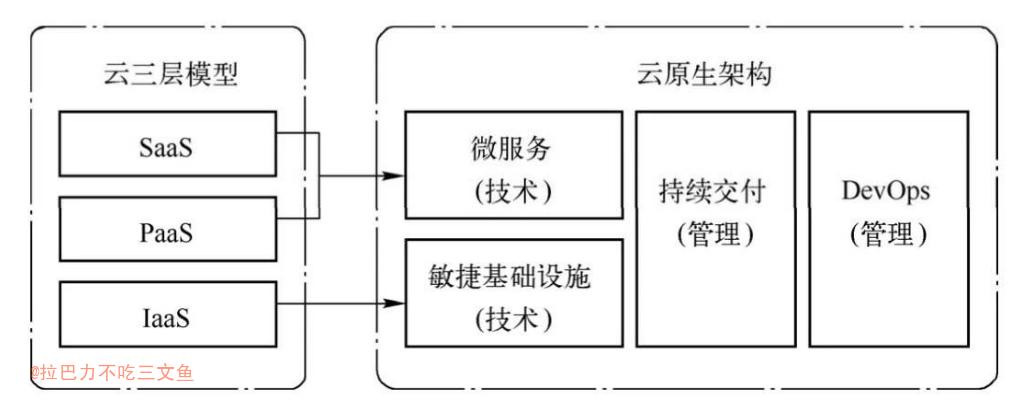 云三层模型
SaaS
PaaS
IaaS
云原生架构
微服务
(技术)
敏捷基础设施
(技术)
持续交付
(管理)
DevOps
(管理)
@拉巴力不吃三文鱼